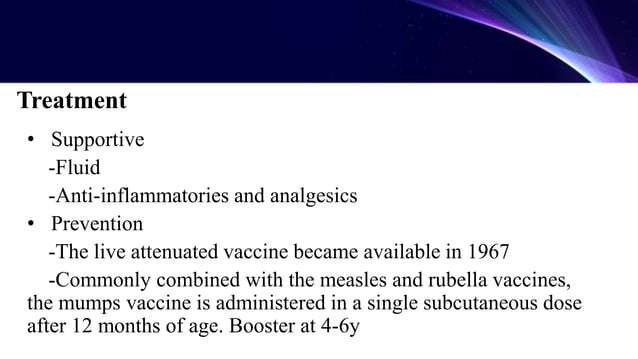 Treatment
• Supportive
-Fluid
-Anti-inflammatories and analgesics
• Prevention
-The live attenuated vaccine became available in 1967
-Commonly combined with the measles and rubella vaccines,
the mumps vaccine is administered in a single subcutaneous dose
after 12 months of age. Booster at 4-6y